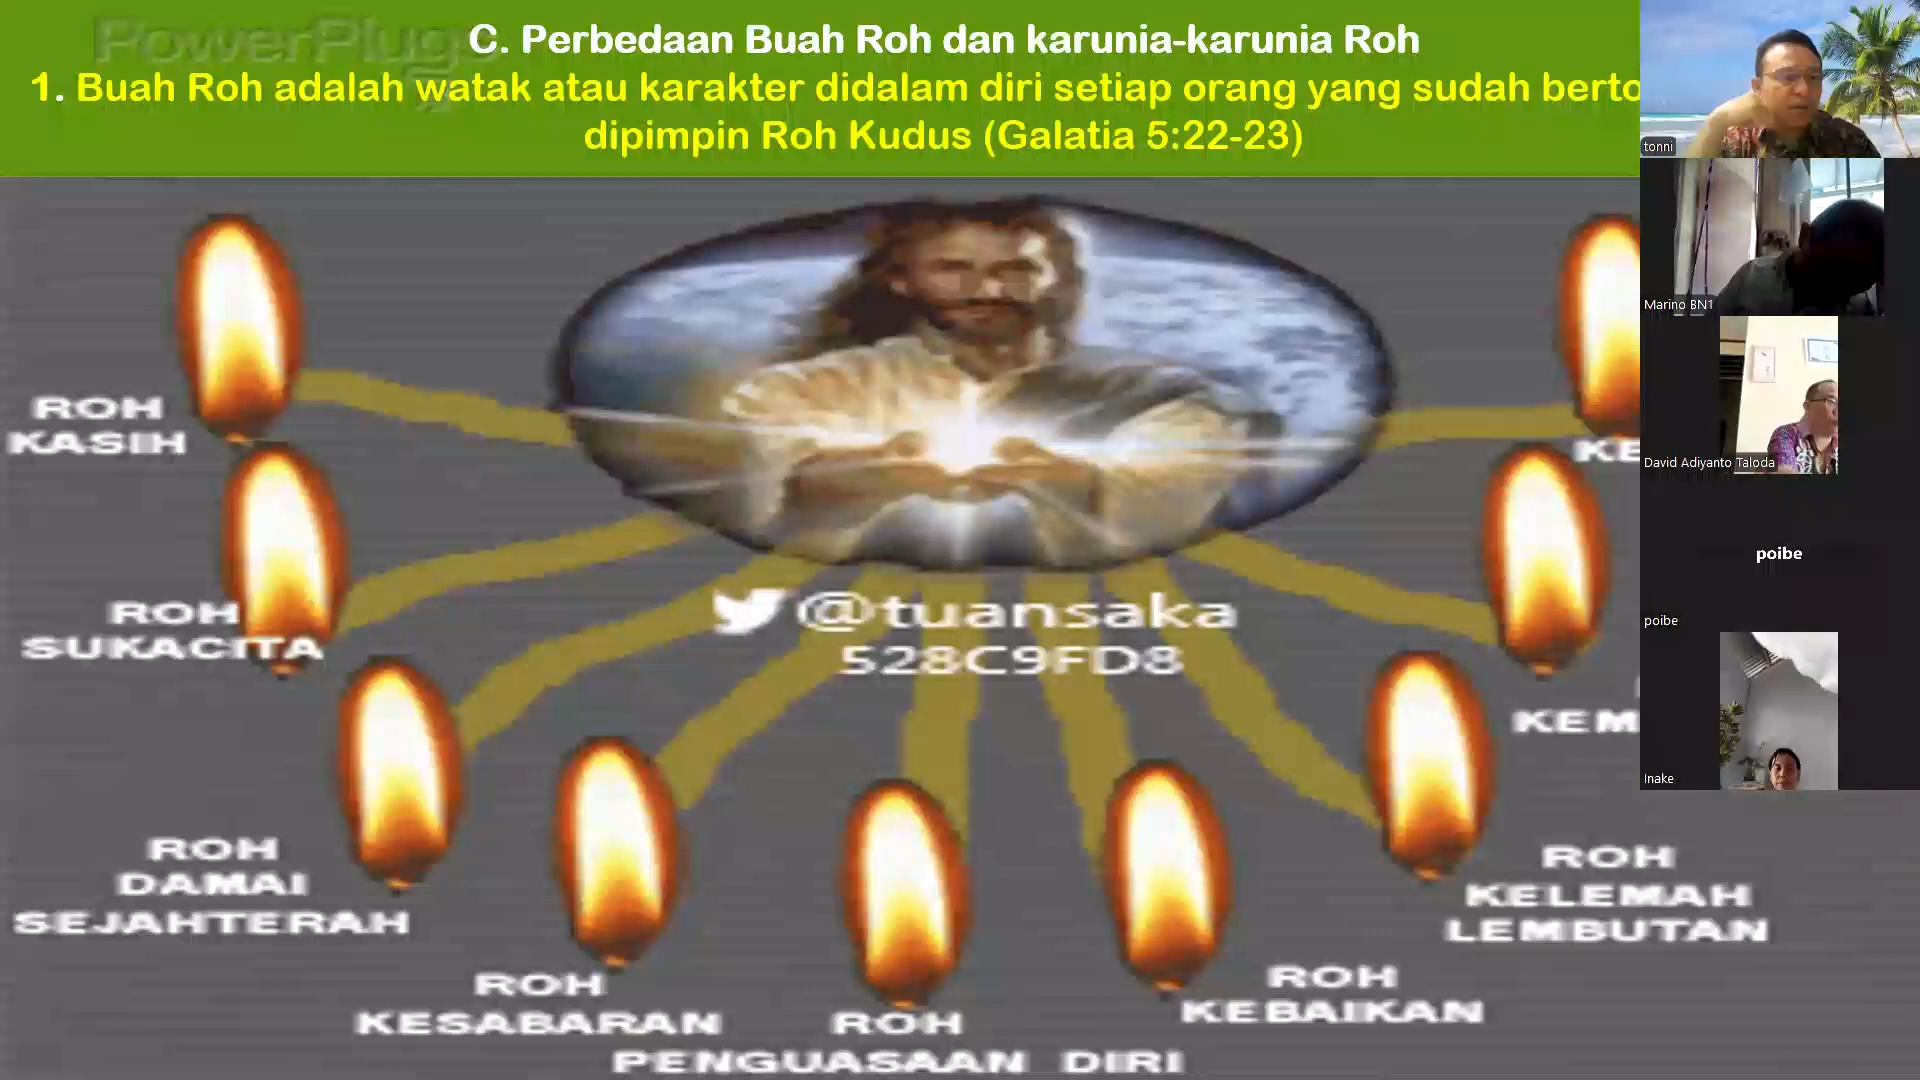 PowerPlugs
C. Perbedaan Buah Roh dan karunia-karunia Roh
1. Buah Roh adalah watak atau karakter didalam diri setiap orang yang sudah berto
dipimpin Roh Kudus (Galatia 5:22-23)
ROH
KASIH
ROH
SUKACITA
ROH
DAMAI
SEJAHTERAH
ROH
KESABARAN
ROH
PENGUASAAN DIRI
ROH
KEBAIKAN
ROH
KELEMAH
LEMBUTAN
KEM
KE
@tuansaka
528C9FD8
tonni
Marino BN1
David Adiyanto Taloda
poibe
poibe
Inake